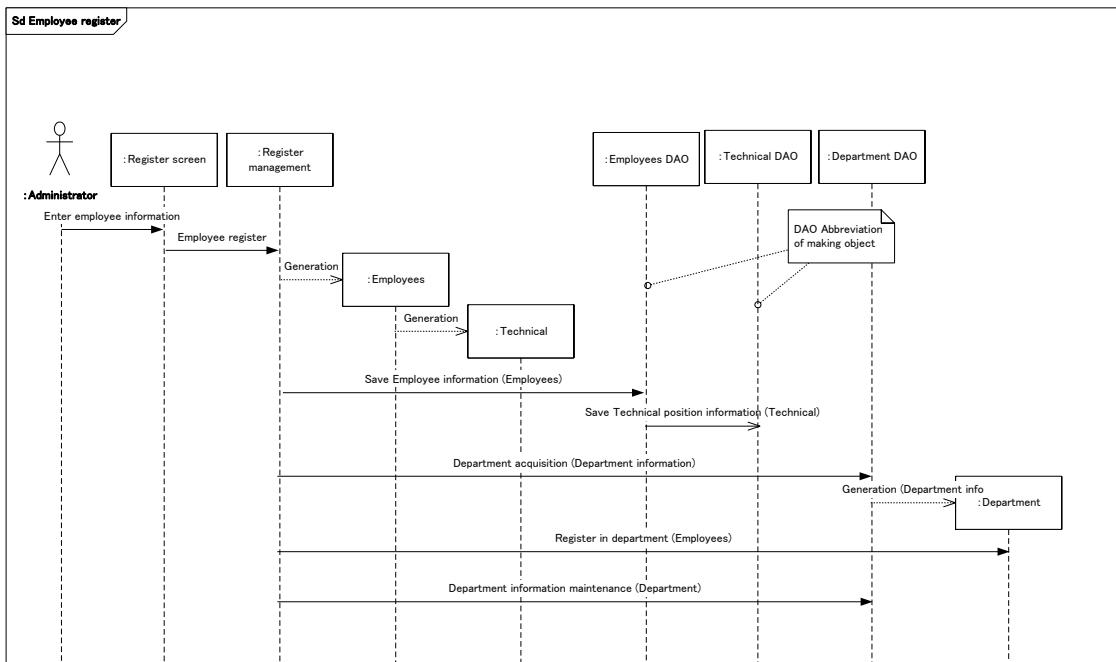 Sd Employee register
:Register screen
:Register
management
:Employees DAO
:Technical DAO
:Department DAO
:Administrator
Enter employee information
DAO Abbreviation
of making object
Employee register
Generation
:Employees
Generation
:Technical
Save Employee information (Employees)
Save Technical position information (Technical)
Department acquisition (Department information)
Generation (Department info
:Department
Register in department (Employees)
Department information maintenance (Department)